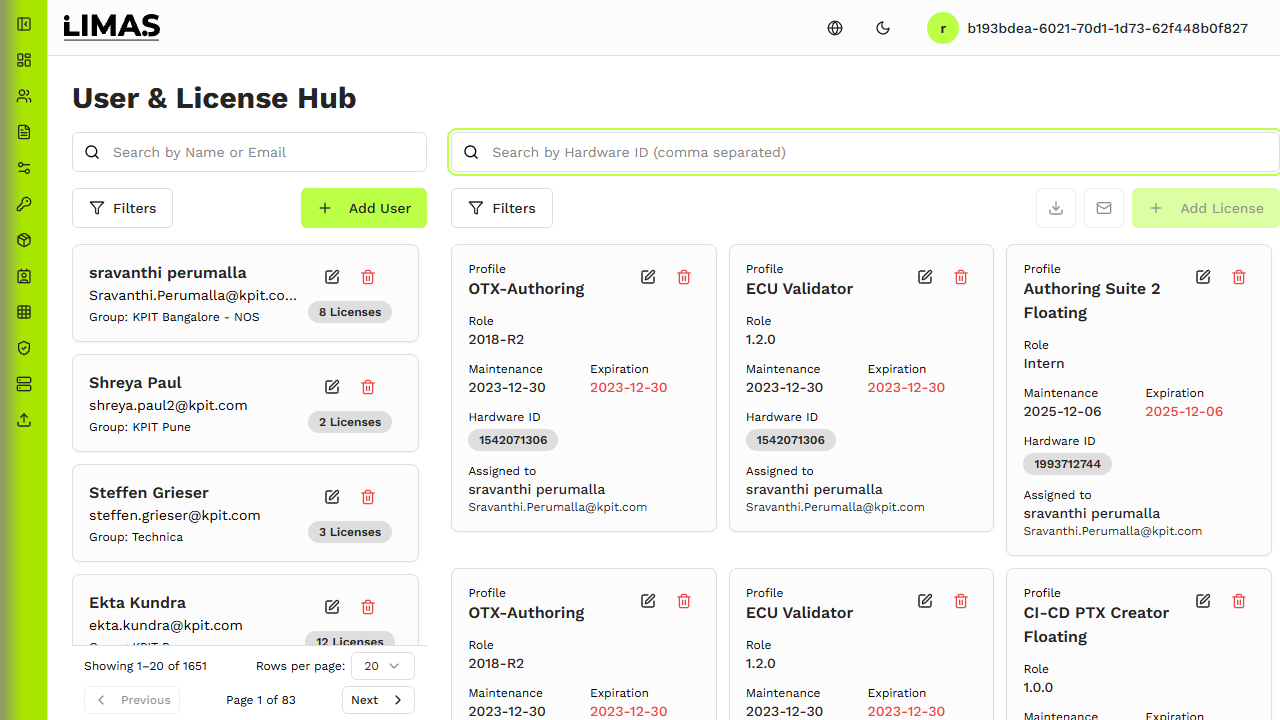 LIMAS
r
b193bdea-6021-70d1-1d73-62f448b0f827
User & License Hub
Search by Name or Email
Search by Hardware ID (comma separated)
Filters
Add User
Filters
Add License
sravanthi perumalla
Sravanthi.Perumalla@kpit.co...
Group: KPIT Bangalore - NOS
8 Licenses
Shreya Paul
shreya.paul2@kpit.com
Group: KPIT Pune
2 Licenses
Steffen Grieser
steffen.grieser@kpit.com
Group: Technica
3 Licenses
Ekta Kundra
ekta.kundra@kpit.com
12 Licenses
Showing 1–20 of 1651
Rows per page:
20
Previous
Page 1 of 83
Next
Profile
OTX-Authoring
Role
2018-R2
Maintenance Expiration
2023-12-30 2023-12-30
Hardware ID
1542071306
Assigned to
sravanthi perumalla
Sravanthi.Perumalla@kpit.com
Profile
ECU Validator
Role
1.2.0
Maintenance Expiration
2023-12-30 2023-12-30
Hardware ID
1542071306
Assigned to
sravanthi perumalla
Sravanthi.Perumalla@kpit.com
Profile
Authoring Suite 2
Floating
Role
Intern
Maintenance Expiration
2025-12-06 2025-12-06
Hardware ID
1993712744
Assigned to
sravanthi perumalla
Sravanthi.Perumalla@kpit.com
Profile
OTX-Authoring
Role
2018-R2
Maintenance Expiration
2023-12-30 2023-12-30
Profile
ECU Validator
Role
1.2.0
Maintenance Expiration
2023-12-30 2023-12-30
Profile
CI-CD PTX Creator
Floating
Role
1.0.0
Maintenance Expiration